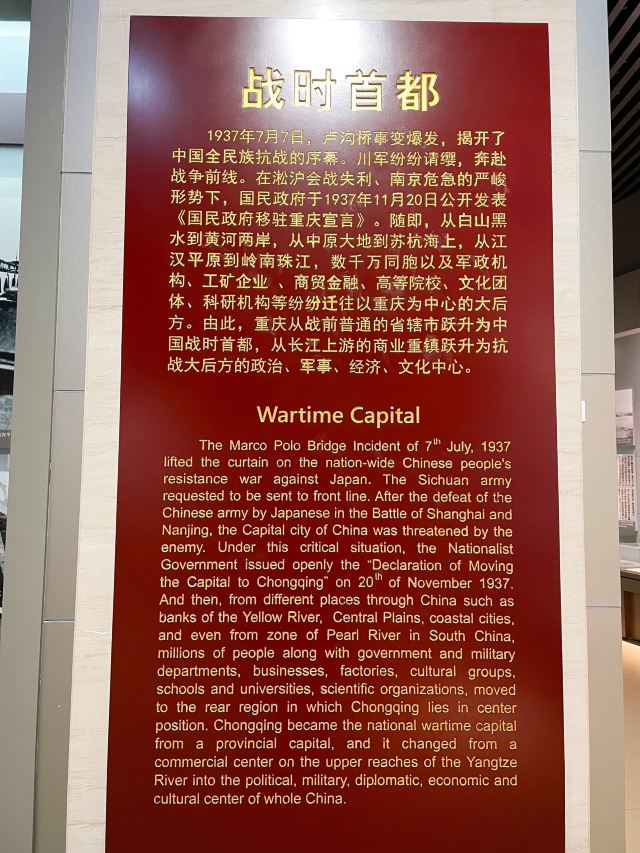 战时首都
1937年7月7日，卢沟桥事变爆发，揭开了
中国全民族抗战的序幕。川军纷纷请缨，奔赴
战争前线。在淞沪会战失利、南京危急的严峻
形势下，国民政府于1937年11月20日公开发表
《国民政府移驻重庆宣言》。随即，从白山黑
水到黄河两岸，从中原大地到苏杭海上，从江
汉平原到岭南珠江，数千万同胞以及军政机
构、工矿企业、商贸金融、高等院校、文化团
体、科研机构等纷纷迁往以重庆为中心的大后
方。由此，重庆从战前普通的省辖市跃升为中
国战时首都，从长江上游的商业重镇跃升为抗
战大后方的政治、军事、经济、文化中心。
Wartime Capital
The Marco Polo Bridge Incident of 7th July, 1937
lifted the curtain on the nation-wide Chinese people's
resistance war against Japan. The Sichuan army
requested to be sent to front line. After the defeat of the
Chinese army by Japanese in the Battle of Shanghai and
Nanjing, the Capital city of China was threatened by the
enemy. Under this critical situation, the Nationalist
Government issued openly the “Declaration of Moving
the Capital to Chongqing” on 20th of November 1937.
And then, from different places through China such as
banks of the Yellow River, Central Plains, coastal cities,
and even from zone of Pearl River in South China,
millions of people along with government and military
departments, businesses, factories, cultural groups,
schools and universities, scientific organizations, moved
to the rear region in which Chongqing lies in center
position. Chongqing became the national wartime capital
from a provincial capital, and it changed from a
commercial center on the upper reaches of the Yangtze
River into the political, military, diplomatic, economic and
cultural center of whole China.